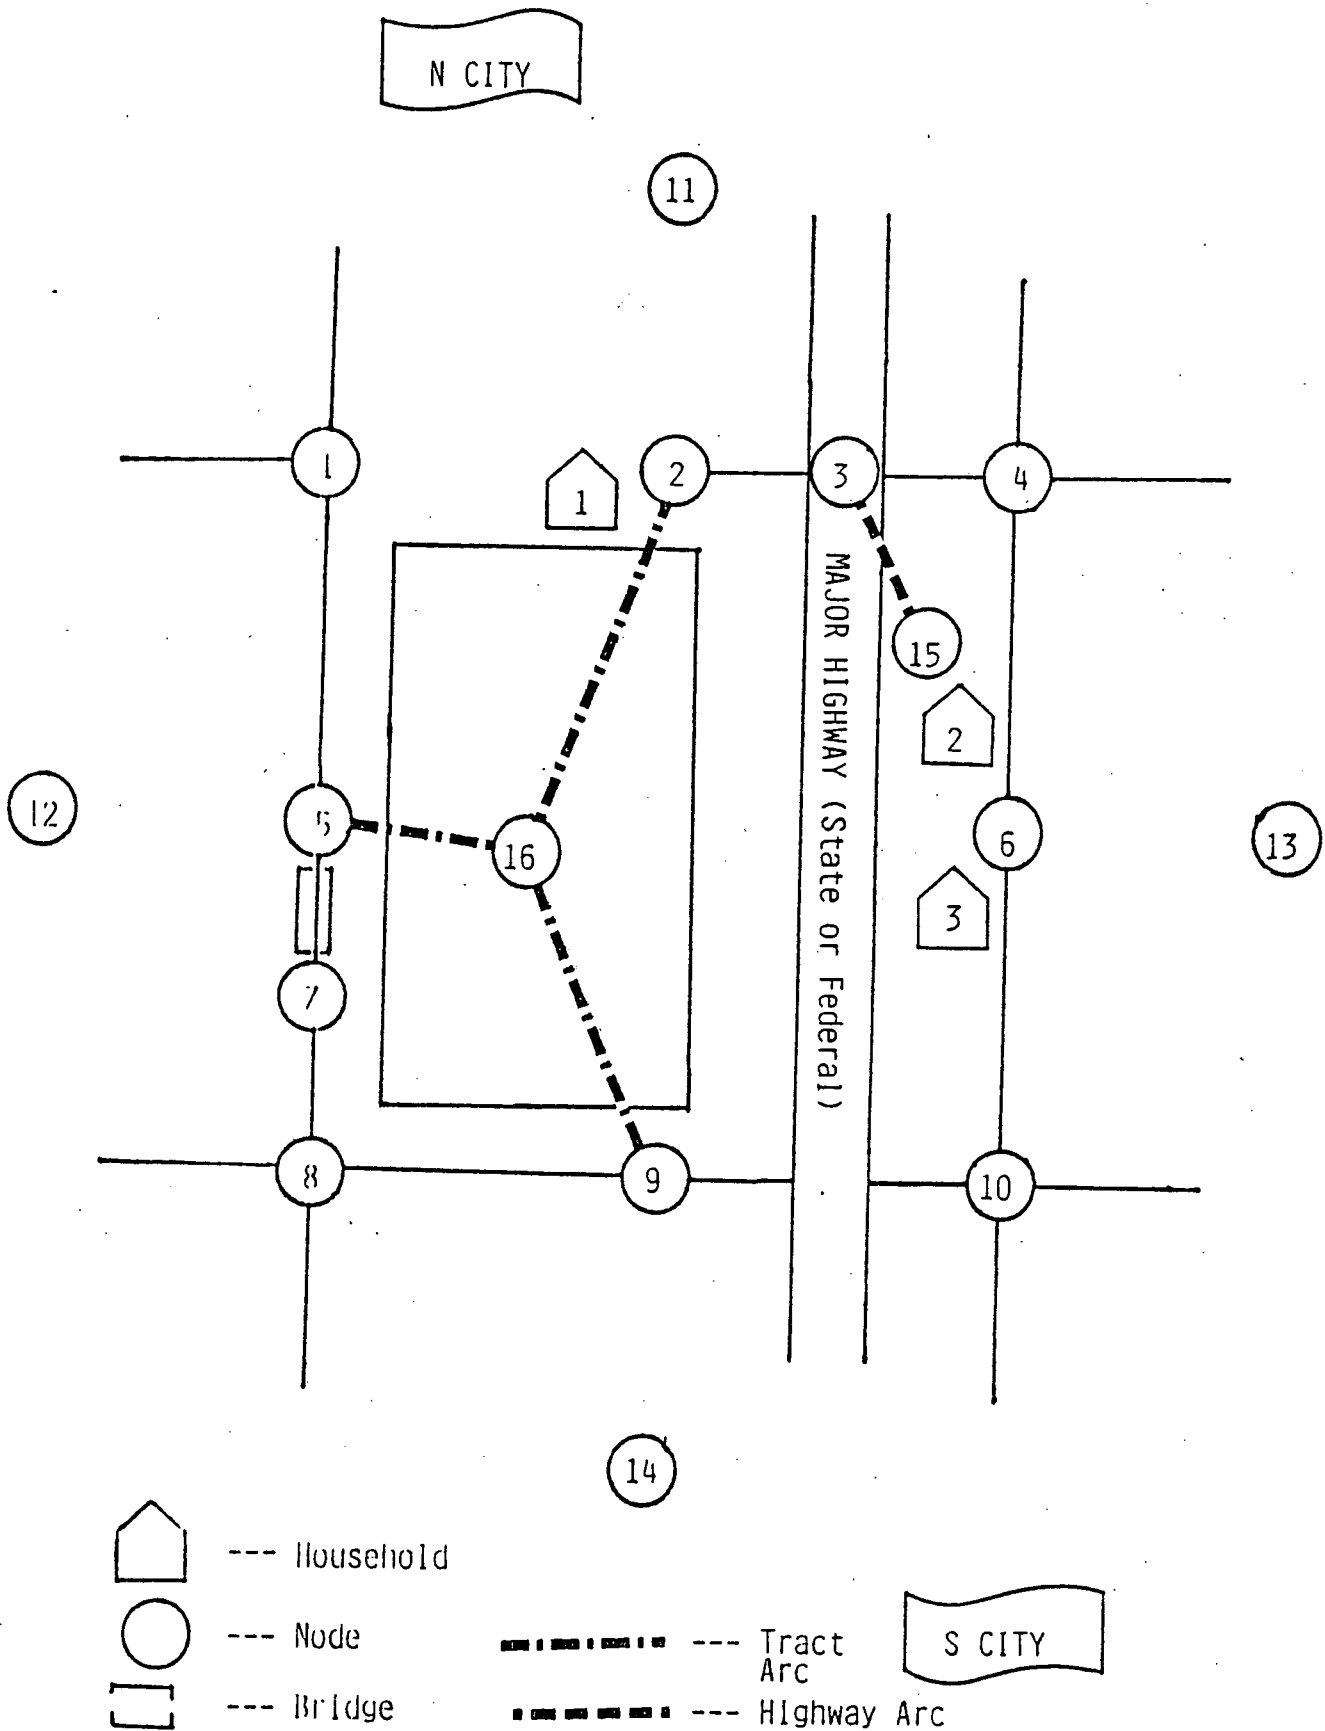 N CITY
11
1
2
3
4
1
MAJOR HIGHWAY (State or Federal)
15
2
12
5
16
6
13
3
7
8
9
10
14
--- Household
--- Node
--- Tract
Arc
S CITY
--- Bridge
--- Highway Arc